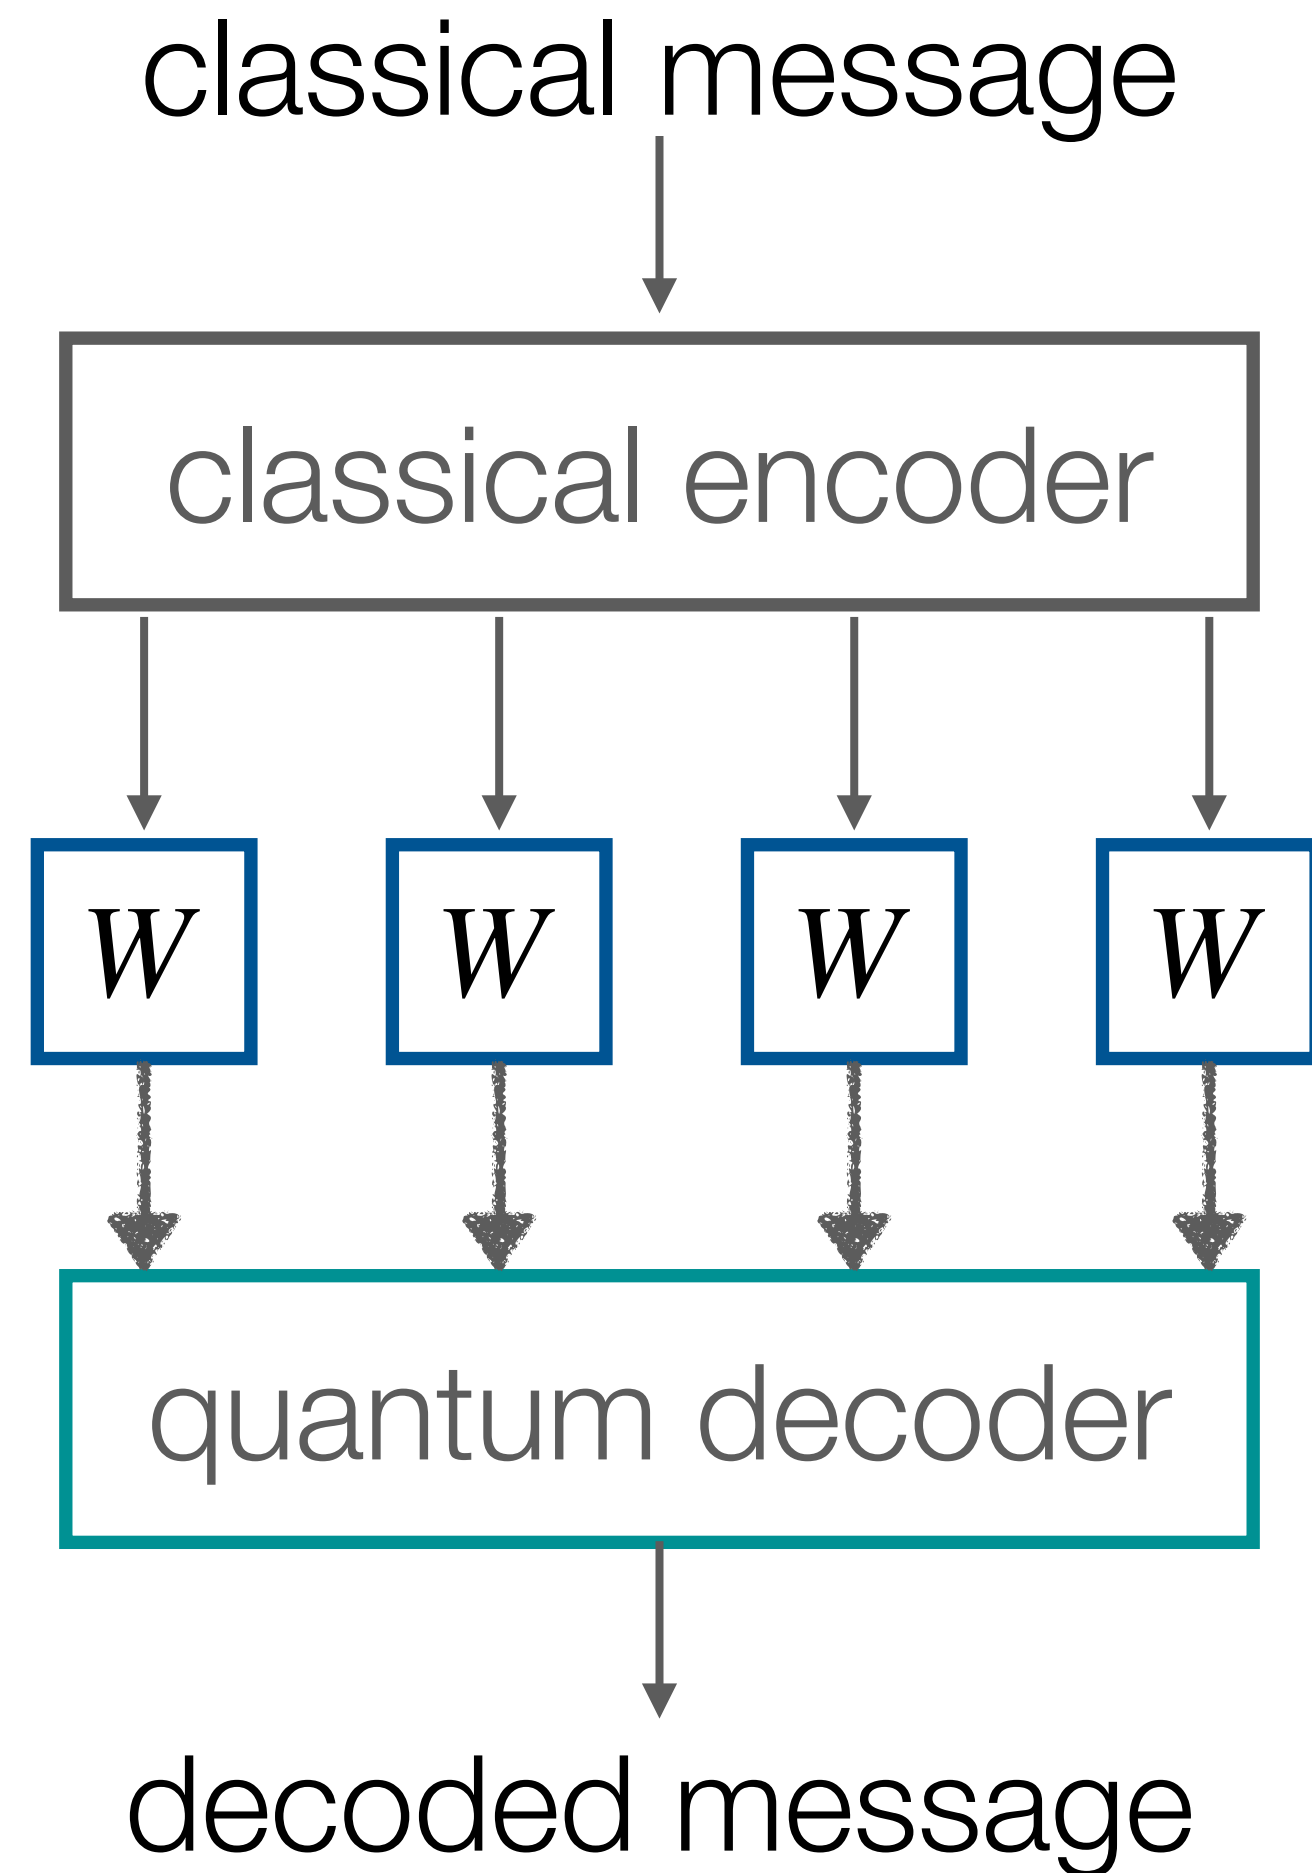 classical message
classical encoder
W W W W
quantum decoder
decoded message